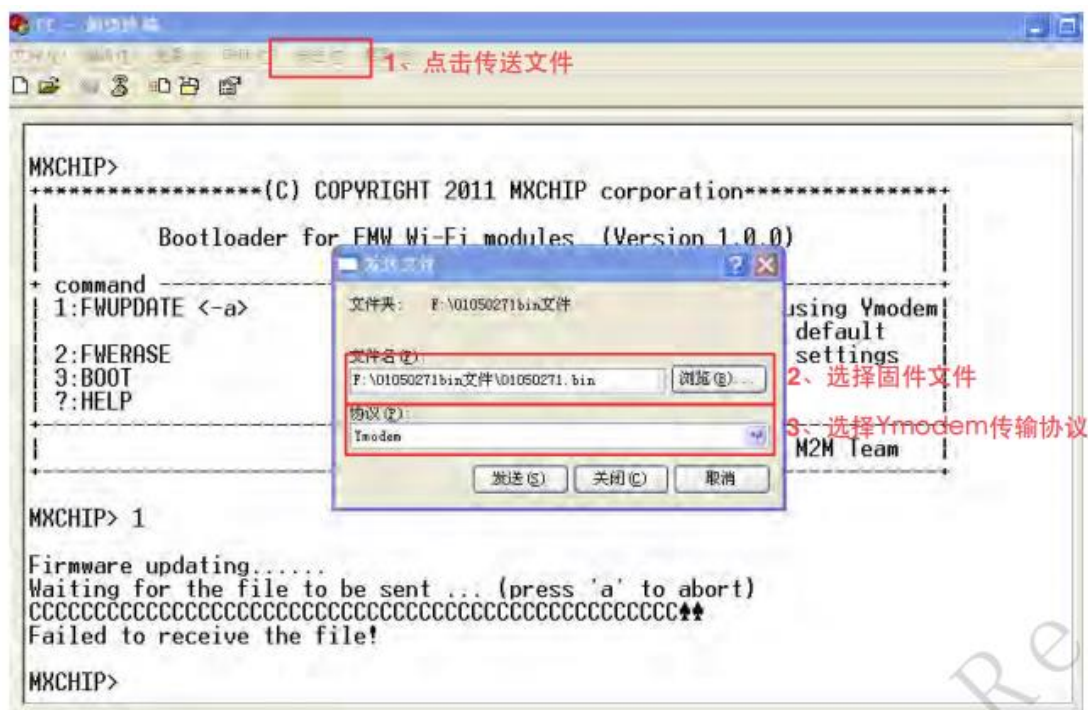 1、点击传送文件
MXCHIP>
+******************(C) COPYRIGHT 2011 MXCHIP corporation****************+
Bootloader for EMW Wi-Fi modules (Version 1.0.0)
+ command
1:FWUPDATE <-a>
using Ymodem
default
2:FWERASE
settings
3:BOOT
?:HELP
M2M Team
发送文件
文件夹: F:\01050271bin文件
文件名(F):
F:\01050271bin文件\01050271.bin
浏览(B)...
2、选择固件文件
协议(P):
Ymodem
3、选择Ymodem传输协议
发送(S) 关闭(C) 取消
MXCHIP> 1
Firmware updating......
Waiting for the file to be sent ... (press 'a' to abort)
CCCCCCCCCCCCCCCCCCCCCCCCCCCCCCCCCCCCCCCCCCCCCCCCCC♠♠
Failed to receive the file!
MXCHIP>
Re